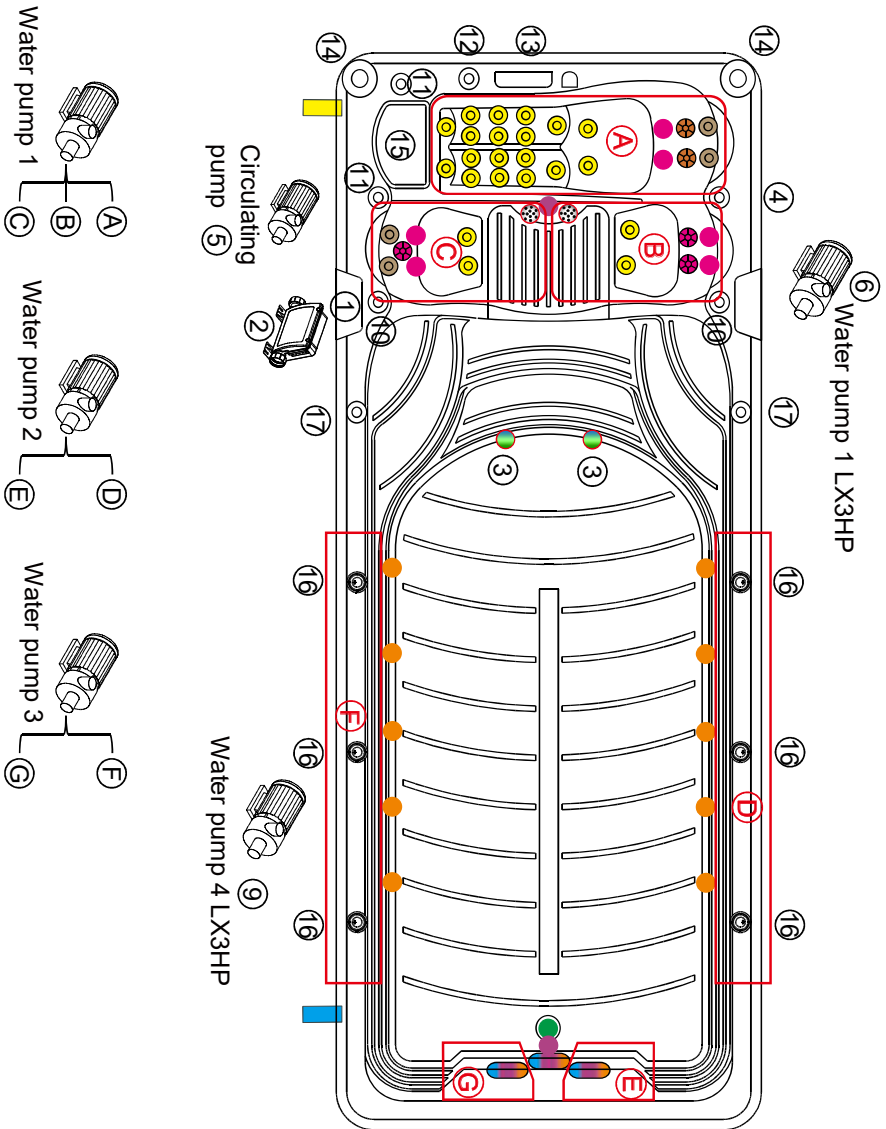 ⑥
Water pump 1 LX3HP
⑭ ④ ⑰ ⑯ ⑯ ⑯
D
⑩
B
E
A
③
⑬
③
⑫
G
C
⑪
⑮
⑩
⑪
F
①
⑭
⑰ ⑯ ⑯ ⑯
②
⑨
Circulating
pump ⑤
Water pump 4 LX3HP
A D F
B
C E G
Water pump 1 Water pump 2 Water pump 3